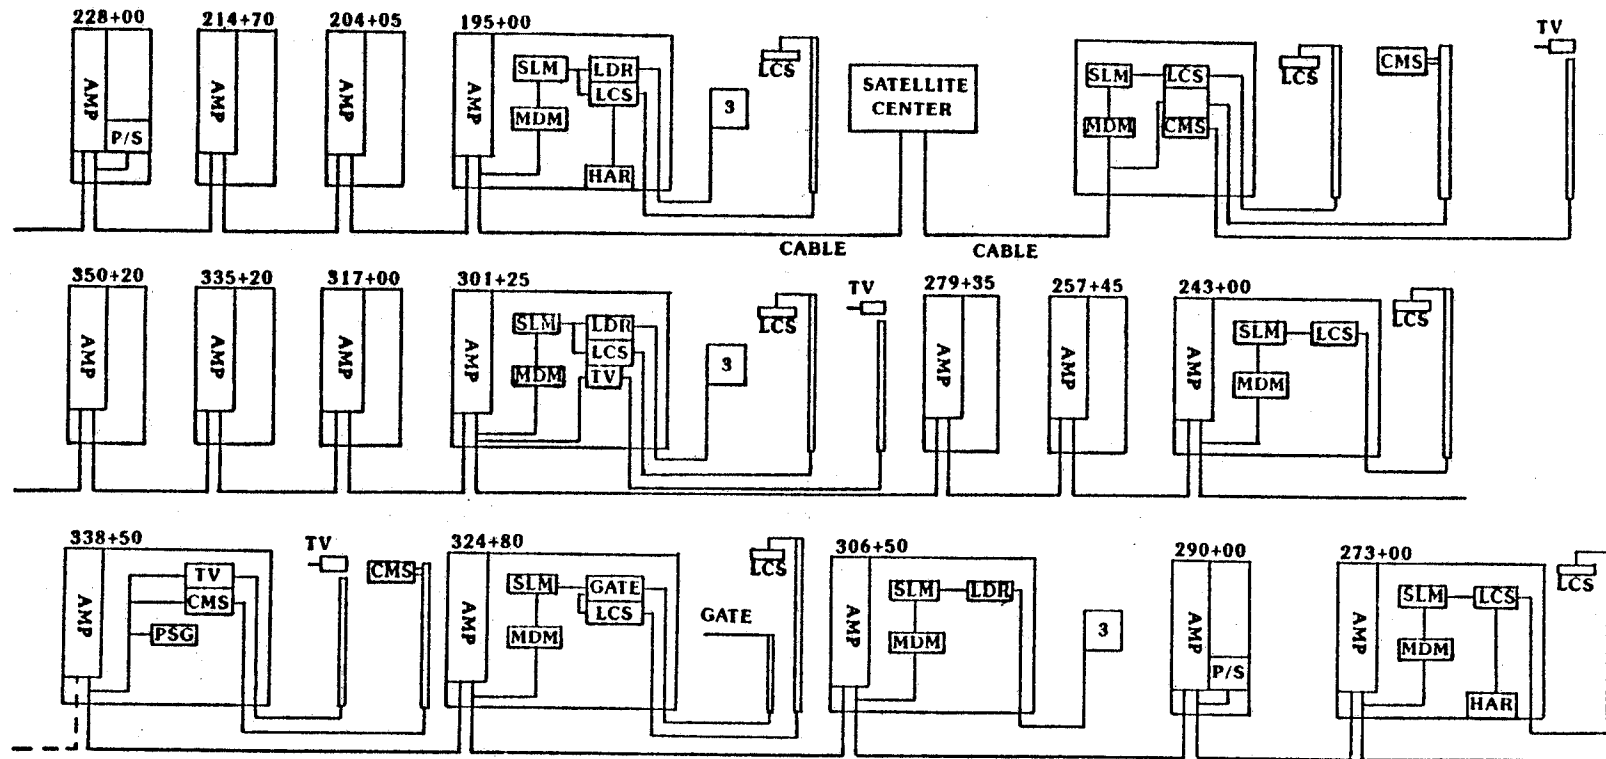 228+00 214+70 204+05 195+00 TV
AMP P/S AMP AMP AMP SLM LDR LCS MDM HAR 3 LCS
SATELLITE
CENTER
SLM LCS MDM CMS LCS CMS
CABLE CABLE
350+20 335+20 317+00 301+25 TV 279+35 257+45 243+00
AMP AMP AMP AMP SLM LDR LCS MDM TV 3 LCS AMP AMP AMP SLM LCS MDM LCS
338+50 TV 324+80 306+50 290+00 273+00
AMP TV CMS PSG CMS AMP SLM GATE LCS MDM GATE LCS AMP SLM LDR MDM 3 AMP P/S AMP SLM LCS MDM HAR LCS